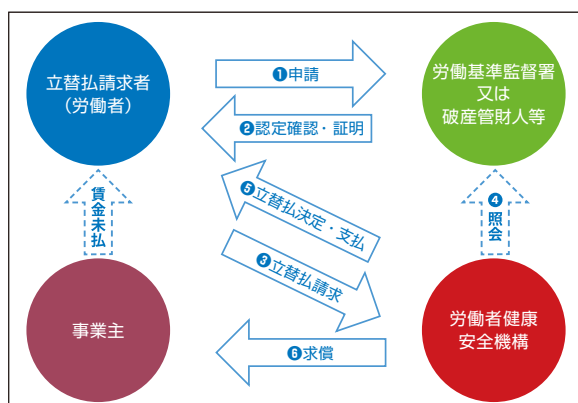 立替払請求者
（労働者）
❶申請
労働基準監督署
又は
破産管財人等
❷認定確認・証明
賃金未払
❺立替払決定・支払
❹照会
❸立替払請求
事業主
労働者健康
安全機構
❻求償